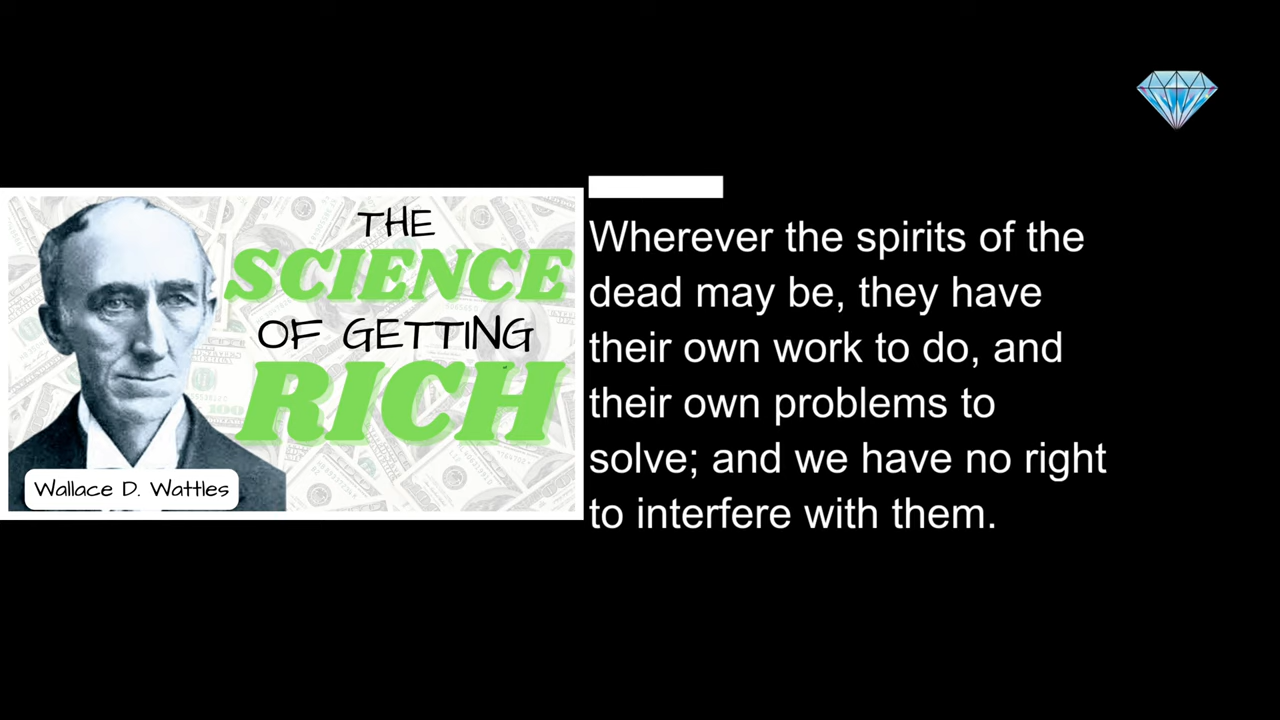 THE
SCIENCE
OF GETTING
RICH
Wallace D. Wattles
Wherever the spirits of the
dead may be, they have
their own work to do, and
their own problems to
solve; and we have no right
to interfere with them.